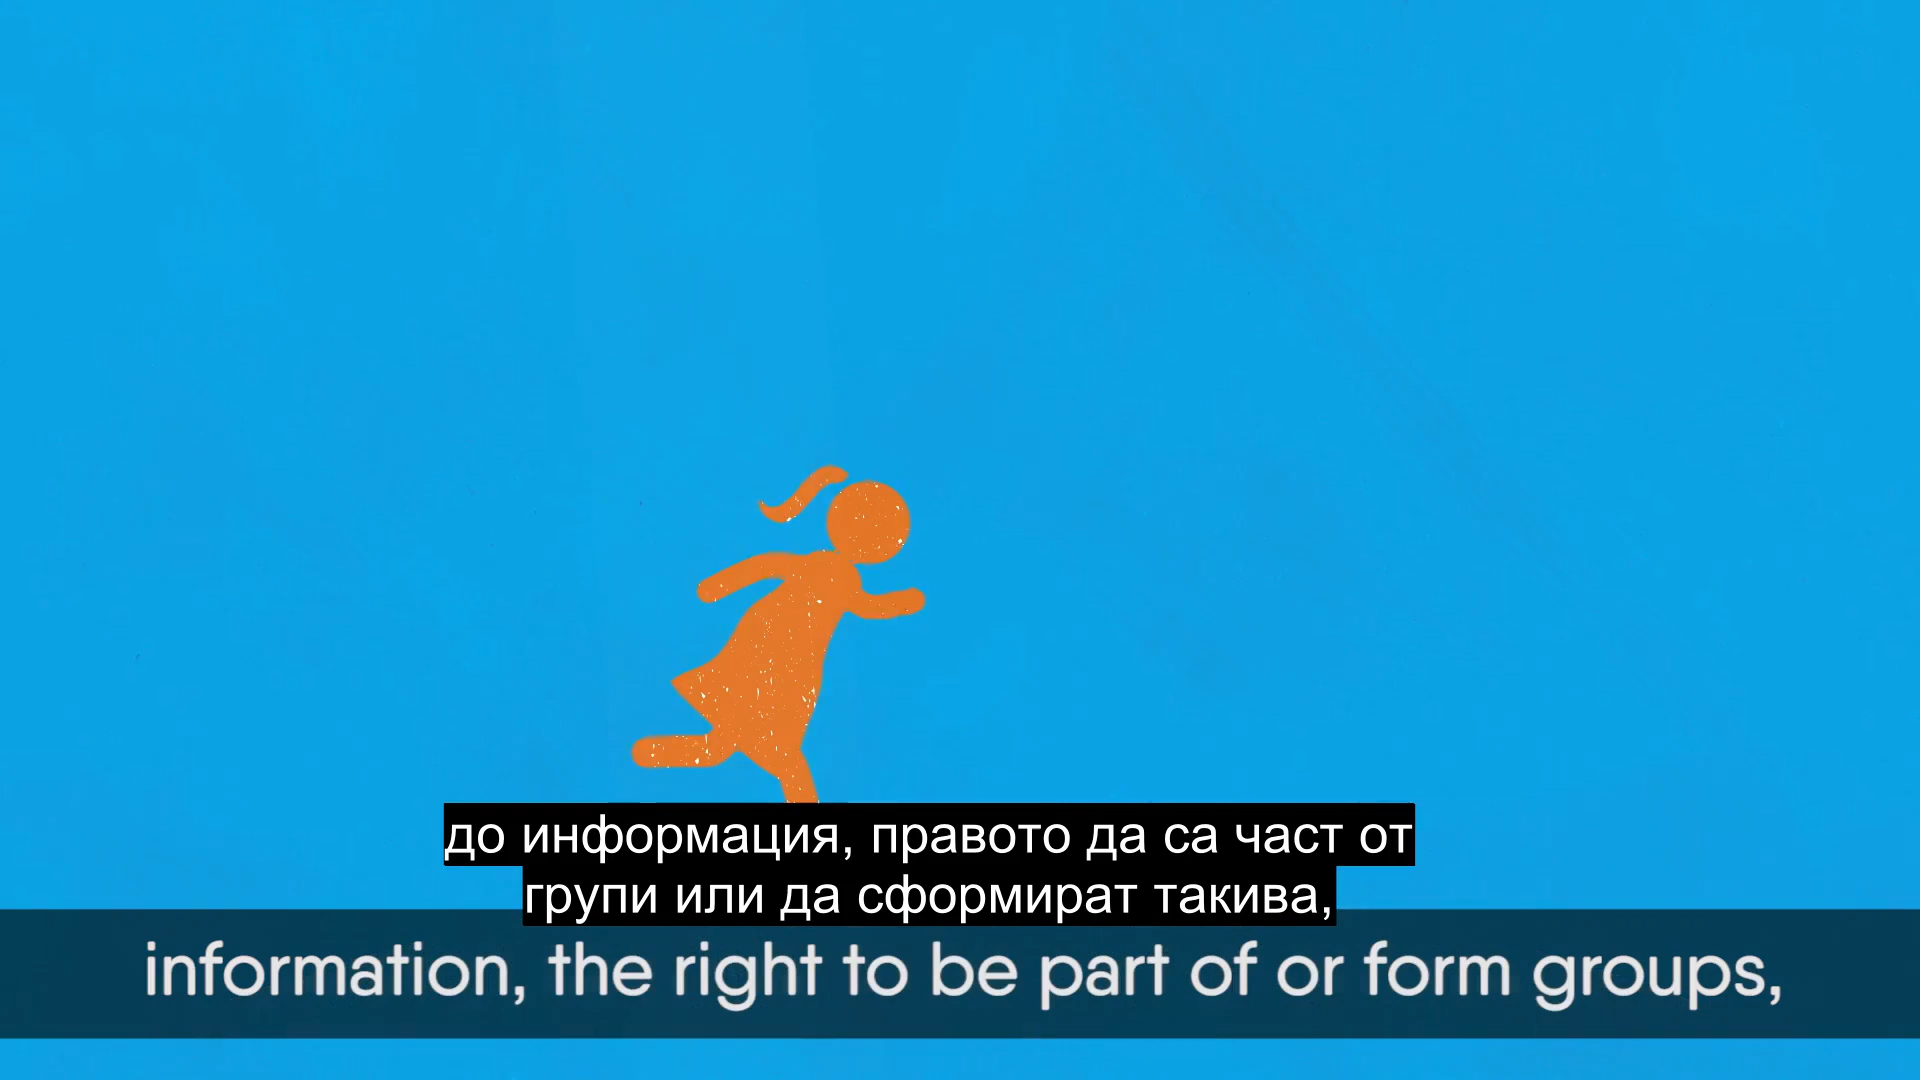 до информация, правото да са част от
групи или да сформират такива,
information, the right to be part of or form groups,